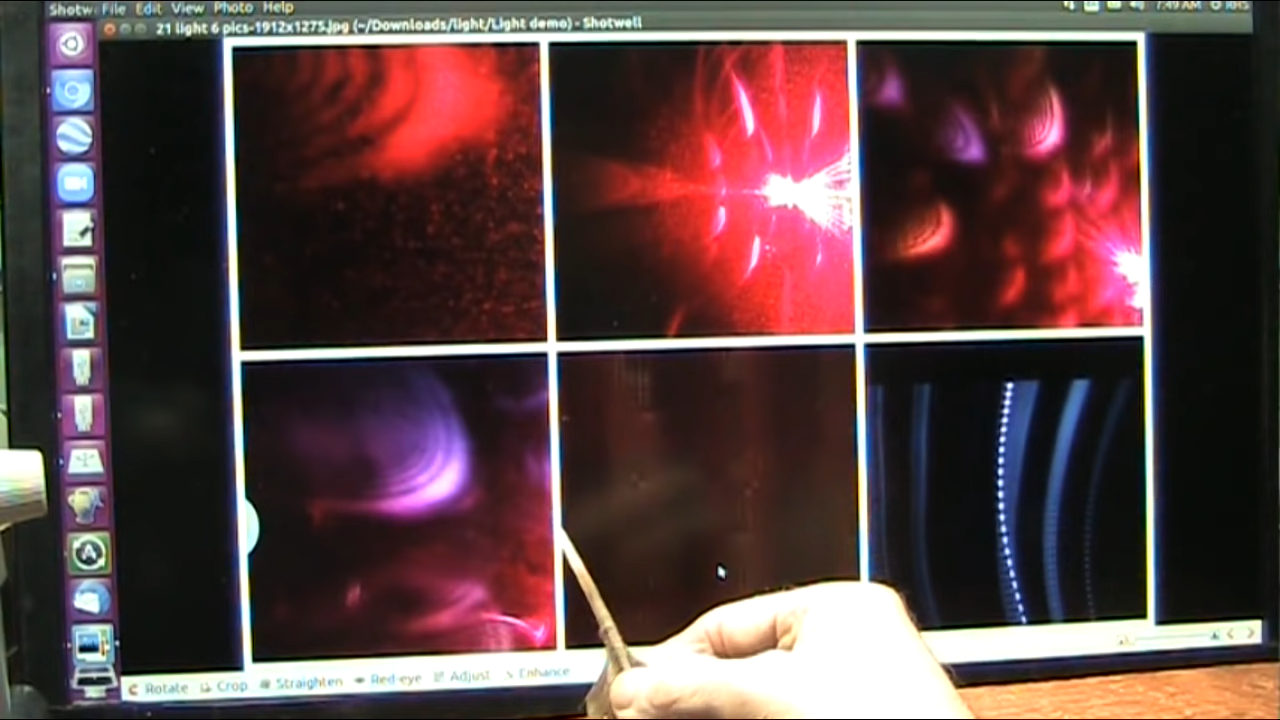 Shotw File Edit View Photo Help 7:49 AM RHS
21 light 6 pics-1912x1275.jpg (~/Downloads/light/Light demo) - Shotwell
A
Rotate Crop Straighten Red-eye Adjust Enhance